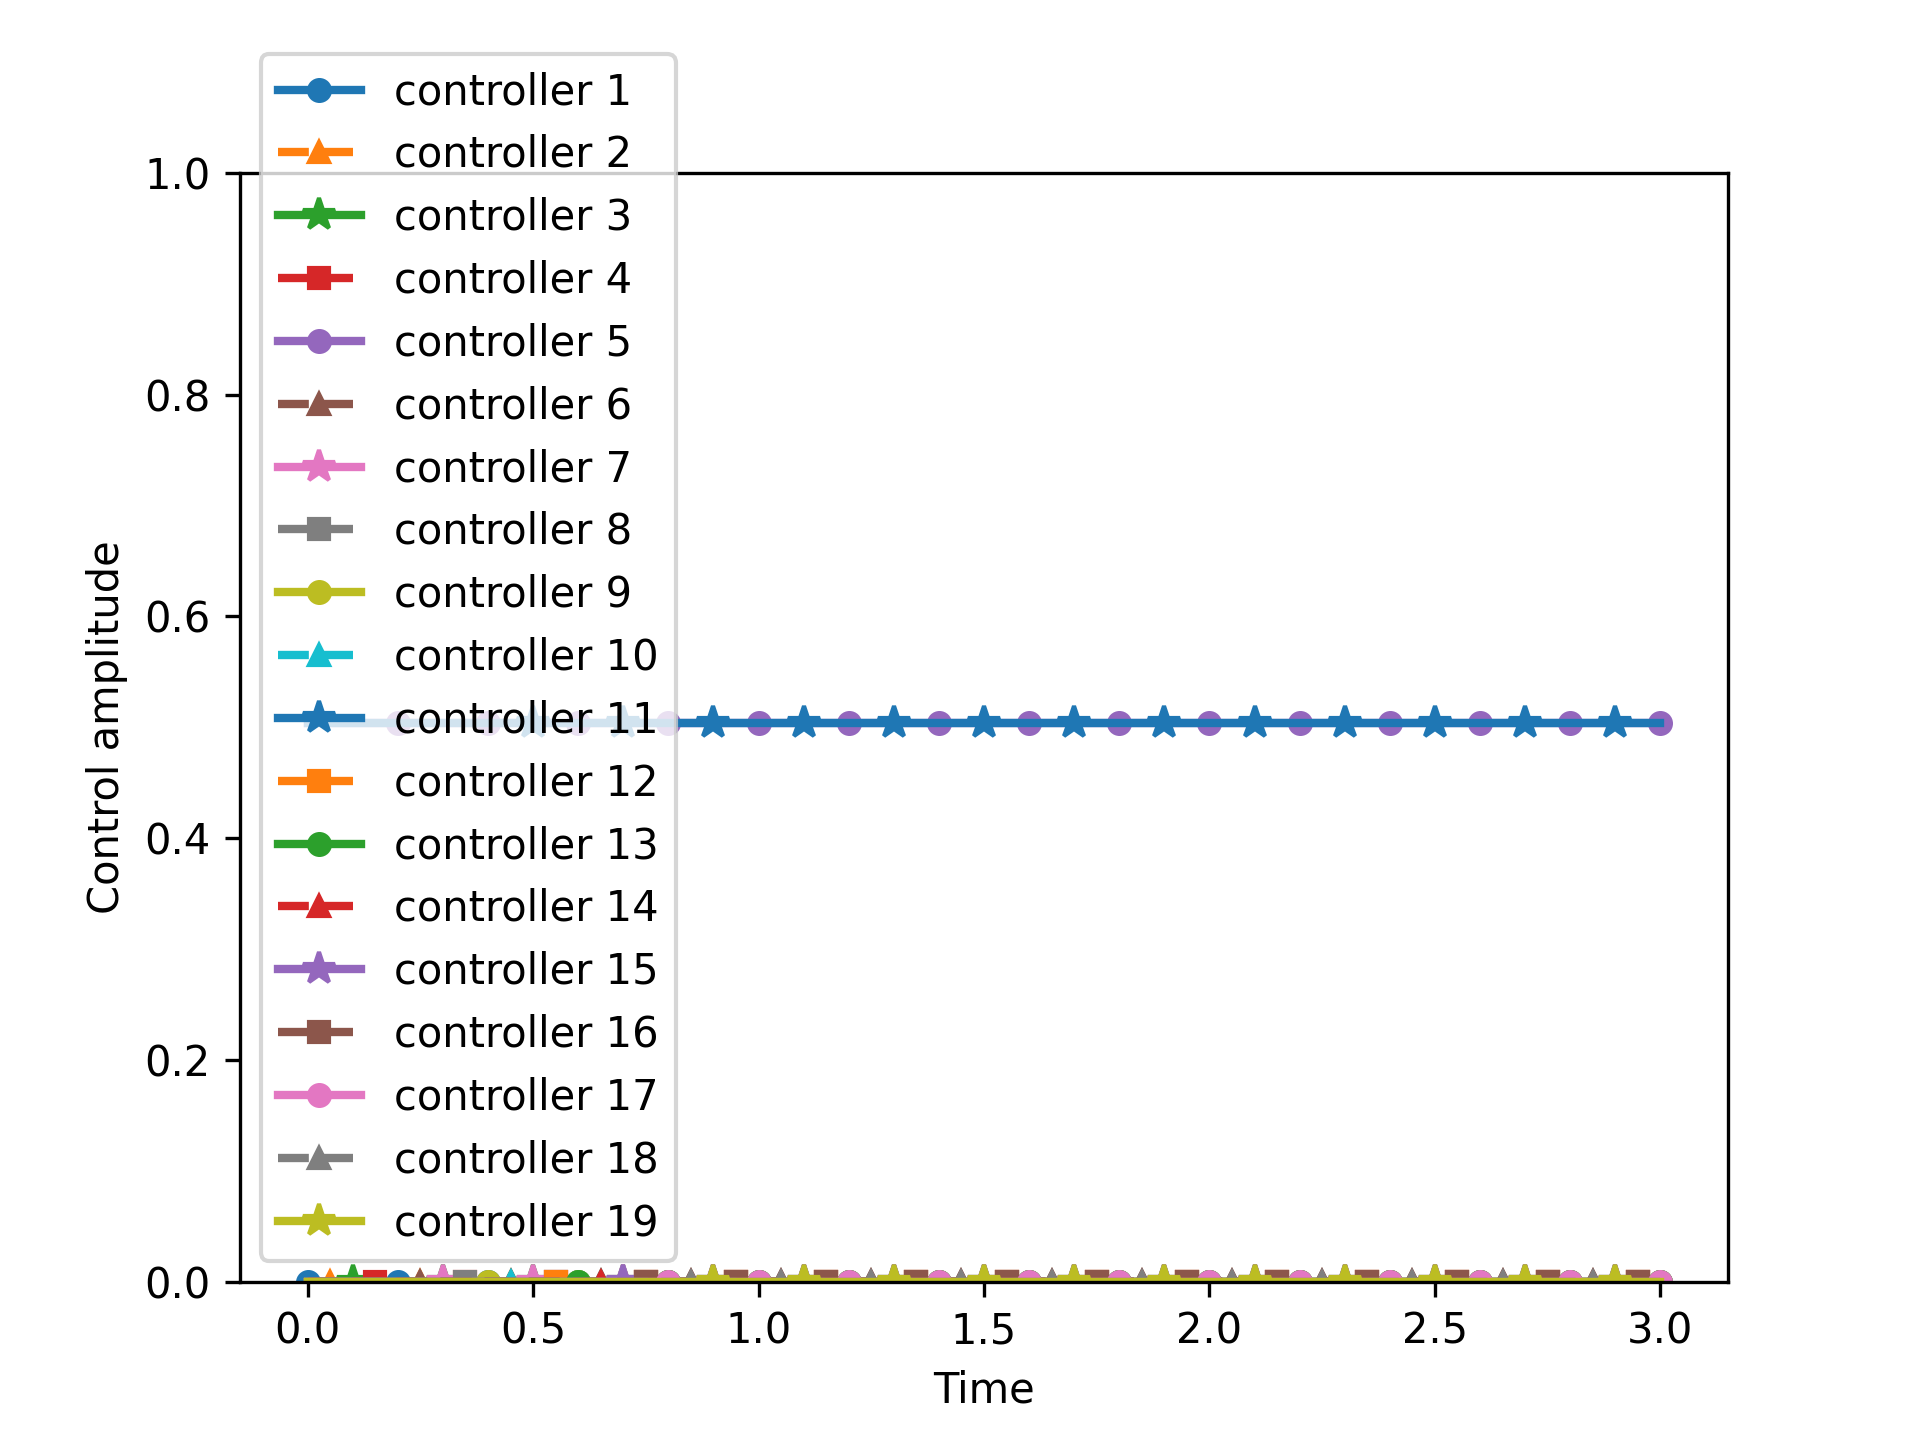 controller 1
controller 2
controller 3
controller 4
controller 5
controller 6
controller 7
controller 8
controller 9
controller 10
controller 11
controller 12
controller 13
controller 14
controller 15
controller 16
controller 17
controller 18
controller 19
1.0
0.8
0.6
0.4
0.2
0.0
Control amplitude
0.0 0.5 1.0 1.5 2.0 2.5 3.0
Time